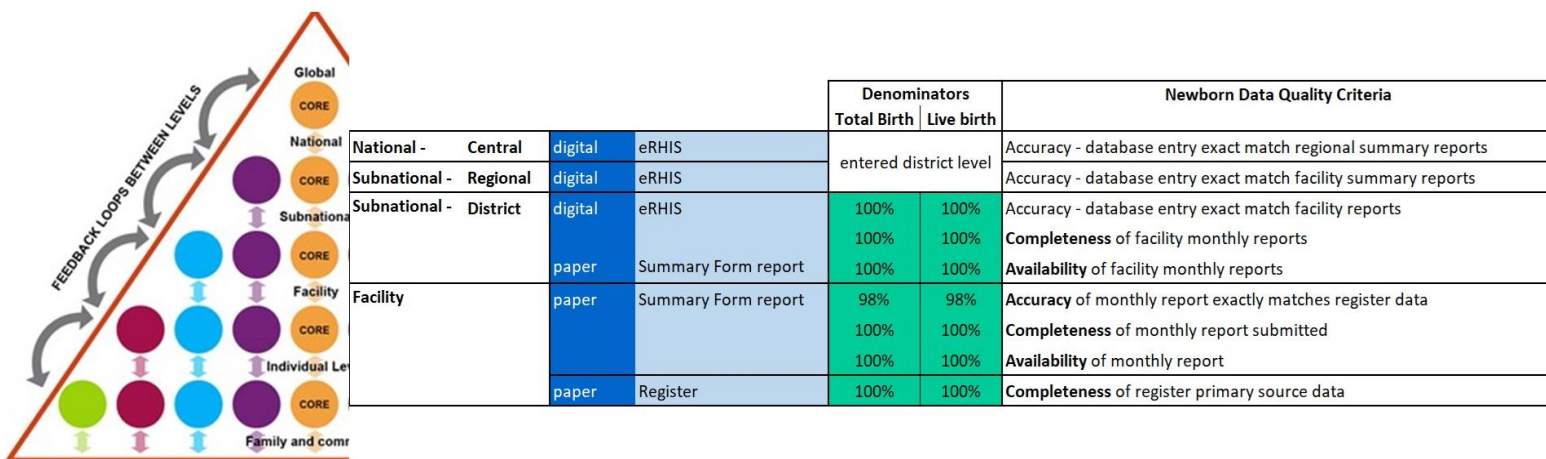 FEEDBACK LOOPS BETWEEN LEVELS
Global
CORE
National
CORE
Subnationa
CORE
Facility
CORE
Individual Le
CORE
Family and com
Denominators
Newborn Data Quality Criteria
Total Birth Live birth
National - Central digital eRHIS entered district level Accuracy - database entry exact match regional summary reports
Subnational - Regional digital eRHIS Accuracy - database entry exact match facility summary reports
Subnational - District digital eRHIS 100% 100% Accuracy - database entry exact match facility reports
100% 100% Completeness of facility monthly reports
paper Summary Form report 100% 100% Availability of facility monthly reports
Facility paper Summary Form report 98% 98% Accuracy of monthly report exactly matches register data
100% 100% Completeness of monthly report submitted
100% 100% Availability of monthly report
paper Register 100% 100% Completeness of register primary source data